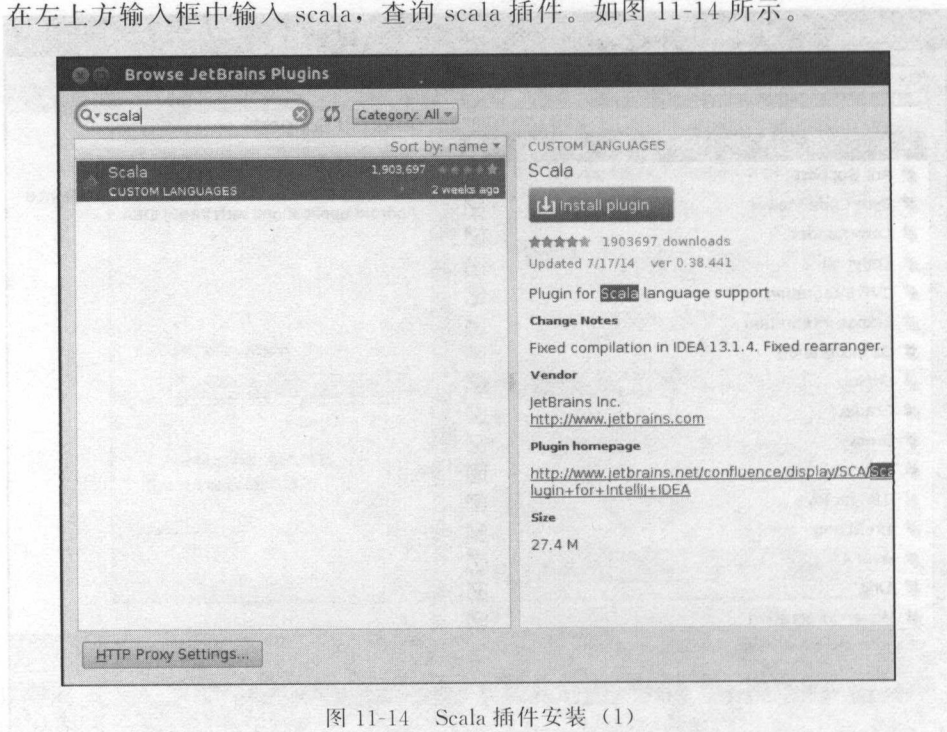 在左上方输入框中输入 scala，查询 scala 插件。如图 11-14 所示。
Browse JetBrains Plugins
scala
Category: All
Sort by: name
Scala 1,903,697
CUSTOM LANGUAGES 2 weeks ago
CUSTOM LANGUAGES
Scala
Install plugin
1903697 downloads
Updated 7/17/14 ver 0.38.441
Plugin for Scala language support
Change Notes
Fixed compilation in IDEA 13.1.4. Fixed rearranger.
Vendor
JetBrains Inc.
http://www.jetbrains.com
Plugin homepage
http://www.jetbrains.net/confluence/display/SCA/Sca
lugin+for+IntelliJ+IDEA
Size
27.4 M
HTTP Proxy Settings...
图 11-14 Scala 插件安装（1）